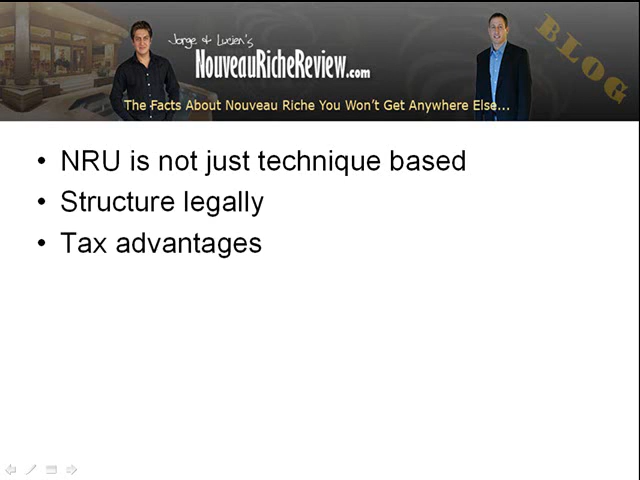 Jorge & Lucien's
NouveauRicheReview.com
BLOG
The Facts About Nouveau Riche You Won't Get Anywhere Else...
• NRU is not just technique based
• Structure legally
• Tax advantages